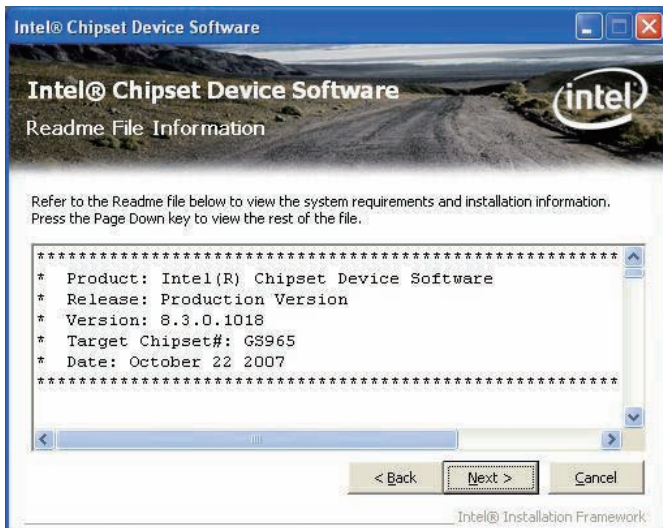 Intel® Chipset Device Software
Intel® Chipset Device Software
intel
Readme File Information
Refer to the Readme file below to view the system requirements and installation information.
Press the Page Down key to view the rest of the file.
**********************************************************
* Product: Intel(R) Chipset Device Software
* Release: Production Version
* Version: 8.3.0.1018
* Target Chipset#: GS965
* Date: October 22 2007
**********************************************************
< Back Next > Cancel
Intel® Installation Framework